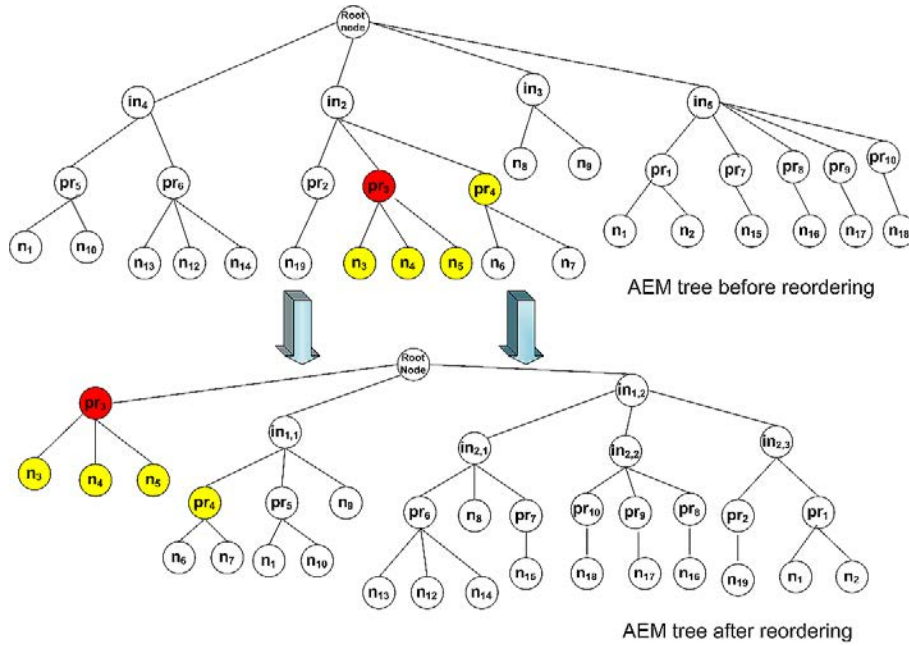 Root
node
in4 in2 in3 in5
pr5 pr6 pr2 pr3 pr4 n8 n9 pr1 pr7 pr8 pr9 pr10
n1 n10 n13 n12 n14 n19 n3 n4 n5 n6 n7 n1 n2 n15 n16 n17 n18
AEM tree before reordering
Root
Node
pr3 in1,1 in1,2
n3 n4 n5 pr4 pr5 n9 in2,1 in2,2 in2,3
n6 n7 n1 n10 pr6 n8 pr7 pr10 pr9 pr8 pr2 pr1
n13 n12 n14 n15 n18 n17 n16 n19 n1 n2
AEM tree after reordering